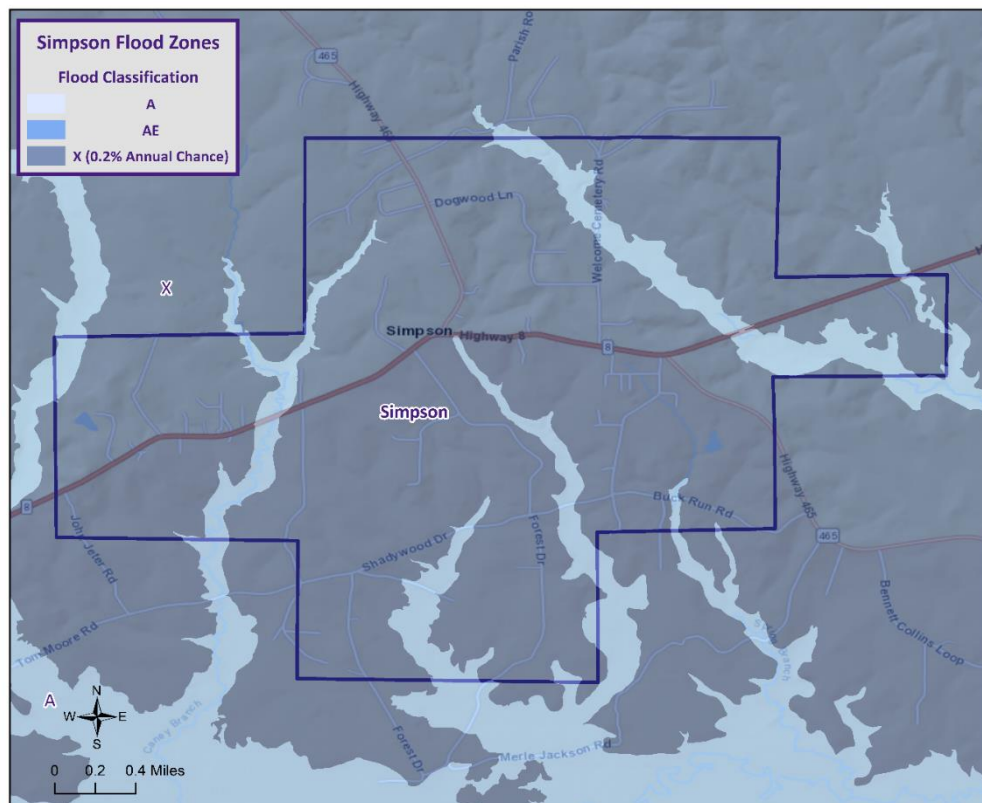 Simpson Flood Zones
Flood Classification
A
AE
X (0.2% Annual Chance)
465
Parish Ro
Highway 46
Dogwood Ln
Welcome Cemetery Rd
X
Simpson
Highway 8
8
Simpson
8
John Jeter Rd
Buck Run Rd
Highway 465
465
Shadywood Dr
Forest Dr
Bennett Collins Loop
Tom Moore Rd
A
N
W E
S
Caney Branch
Forest Dr
Merle Jackson Rd
0 0.2 0.4 Miles